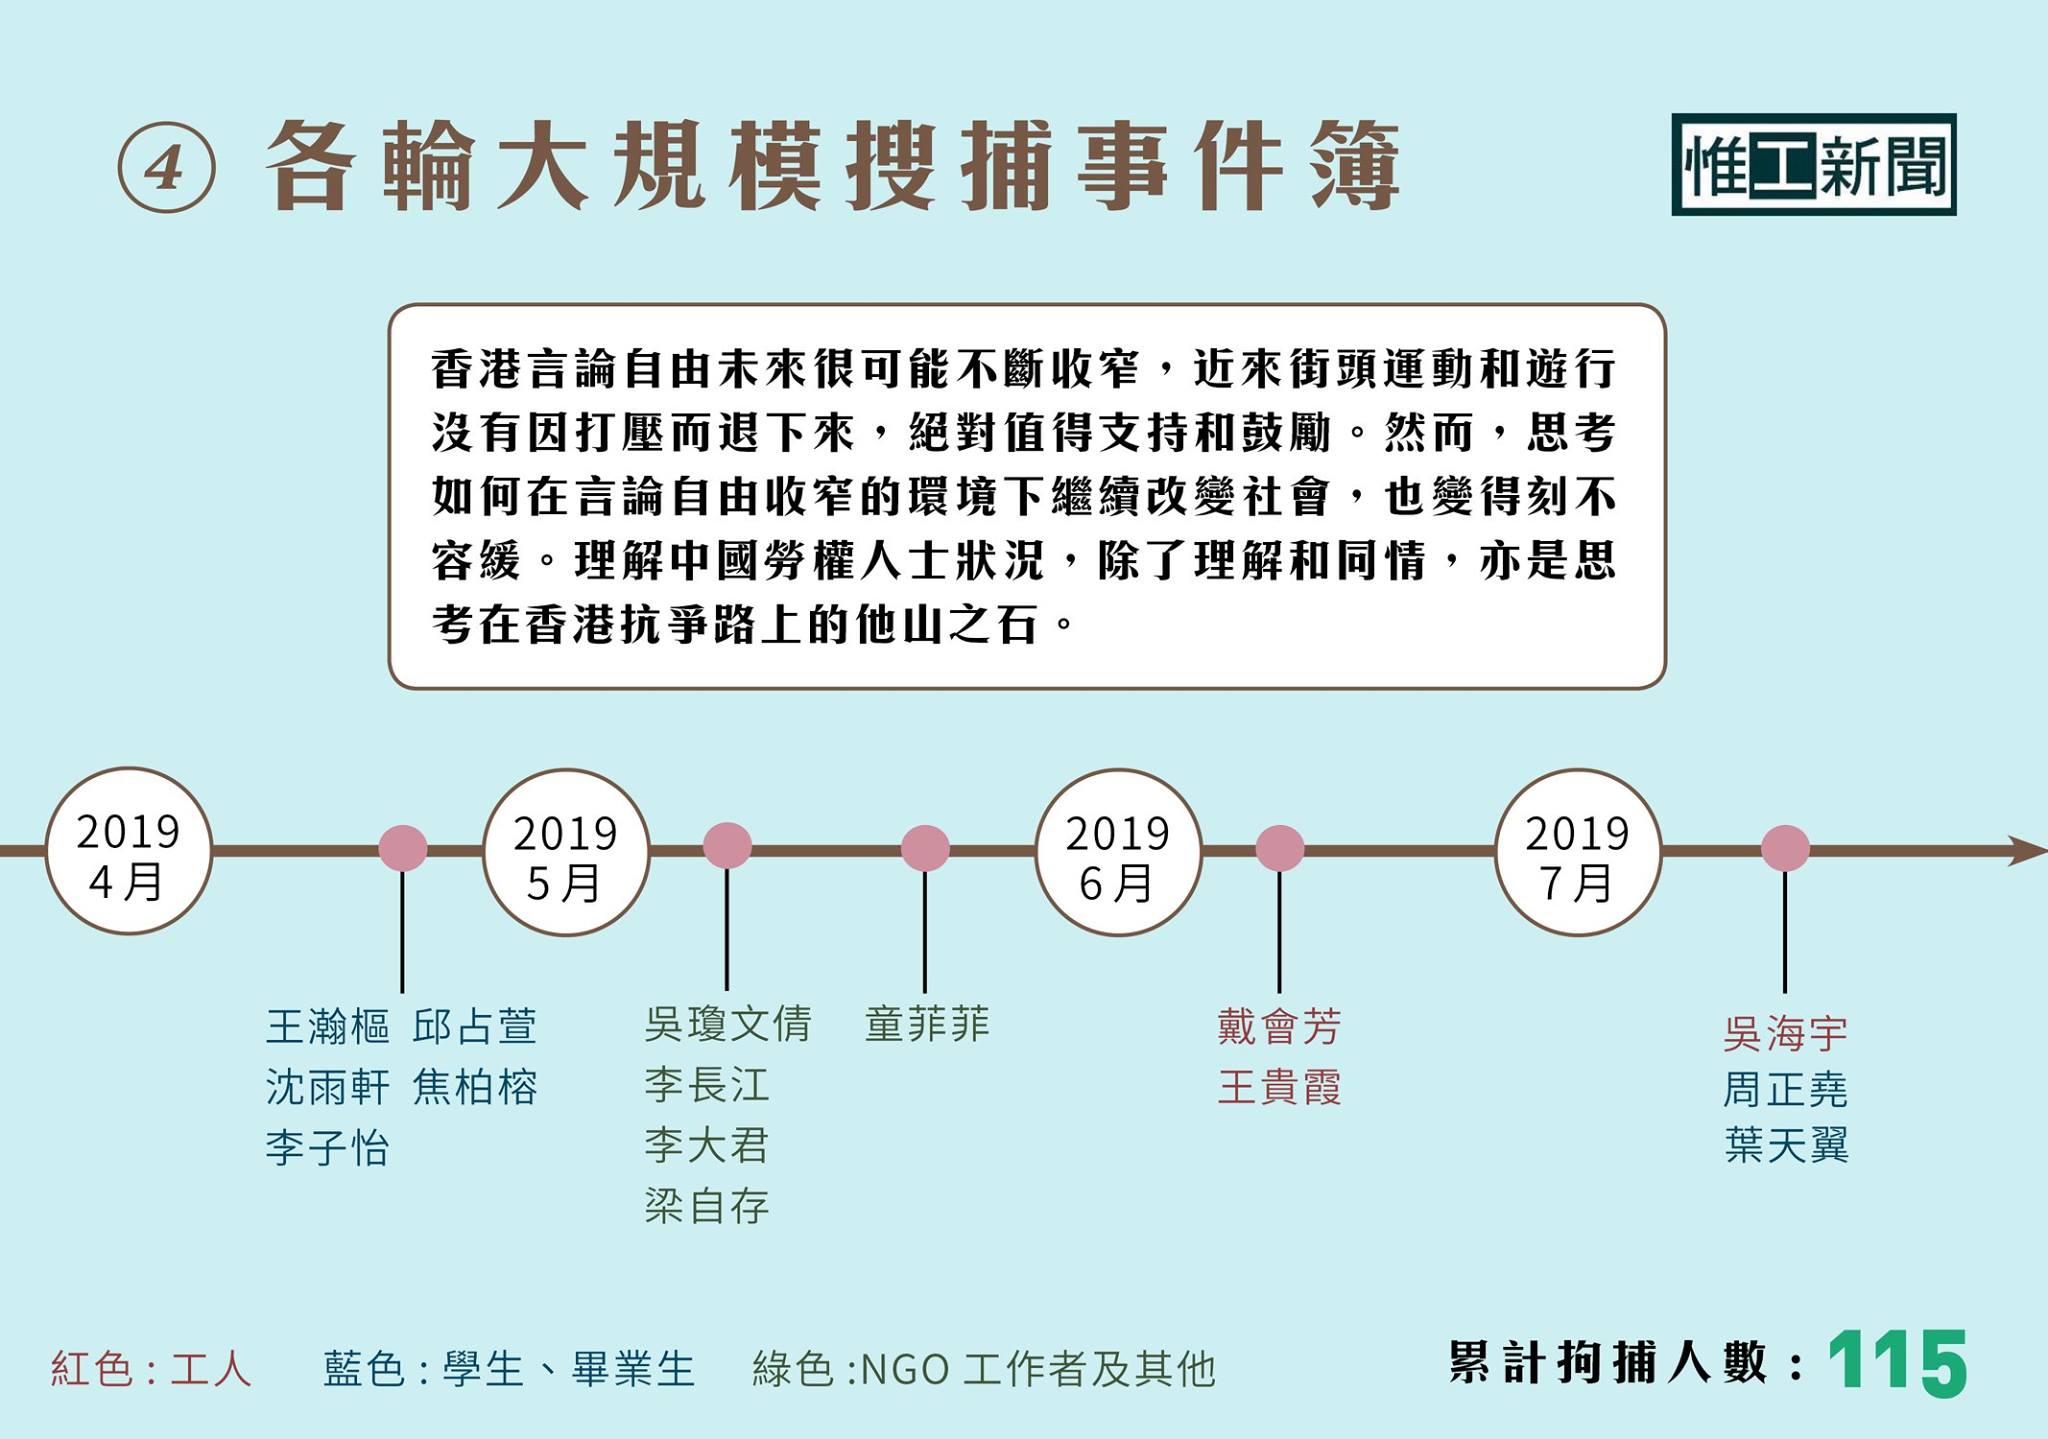 ④ 各輪大規模搜捕事件簿
惟工新聞
香港言論自由未來很可能不斷收窄，近來街頭運動和遊行
沒有因打壓而退下來，絕對值得支持和鼓勵。然而，思考
如何在言論自由收窄的環境下繼續改變社會，也變得刻不
容緩。理解中國勞權人士狀況，除了理解和同情，亦是思
考在香港抗爭路上的他山之石。
2019
4月
2019
5月
2019
6月
2019
7月
王瀚樞 邱占萱
沈雨軒 焦柏榕
李子怡
吳瓊文倩
李長江
李大君
梁自存
童菲菲
戴會芳
王貴霞
吳海宇
周正堯
葉天翼
紅色：工人
藍色：學生、畢業生
綠色:NGO 工作者及其他
累計拘捕人數：115